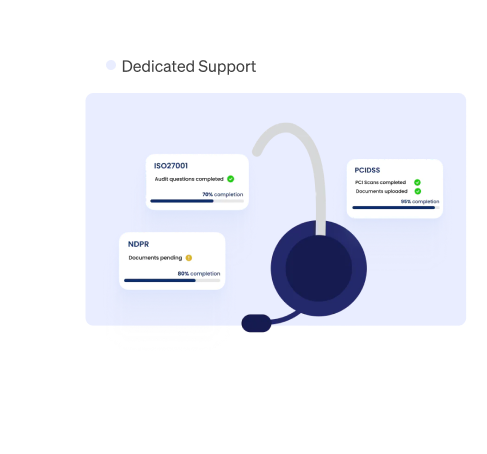 Dedicated Support
ISO27001
Audit questions completed
70% completion
PCIDSS
PCI Scans completed
Documents uploaded
95% completion
NDPR
Documents pending
80% completion